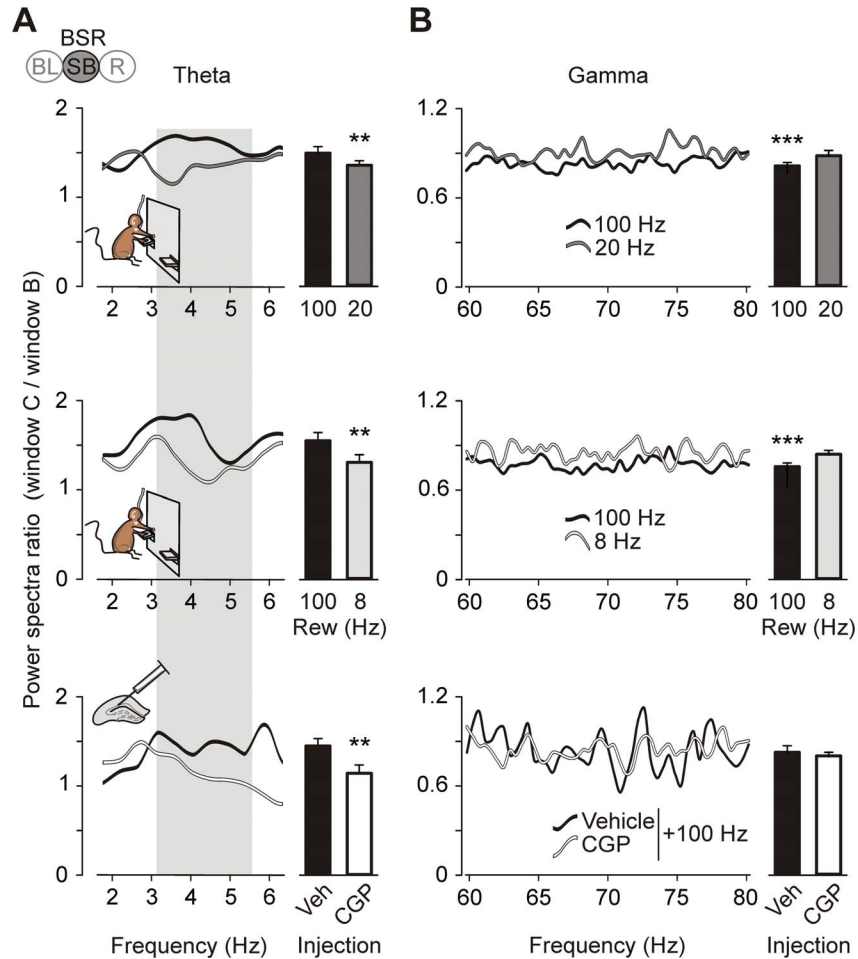 A
B
BSR
BL SB R
Theta
Gamma
Power spectra ratio (window C / window B)
2
1
0
**
2 3 4 5 6
100 20
1.2
0.6
0
100 Hz
20 Hz
***
60 65 70 75 80
100 20
2
1
0
**
2 3 4 5 6
100 8
Rew (Hz)
1.2
0.6
0
100 Hz
8 Hz
***
60 65 70 75 80
100 8
Rew (Hz)
2
1
0
**
2 3 4 5 6
Veh CGP
Frequency (Hz)
Injection
1.2
0.6
0
Vehicle
CGP
+100 Hz
60 65 70 75 80
Veh CGP
Frequency (Hz)
Injection